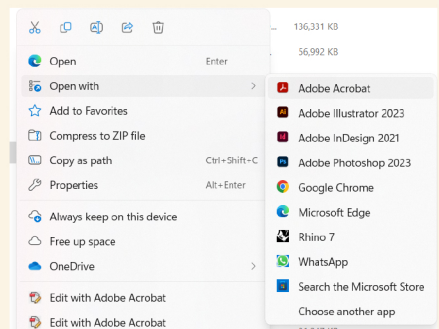 136,331 KB
56,992 KB
Open Enter
Open with
Add to Favorites
Compress to ZIP file
Copy as path Ctrl+Shift+C
Properties Alt+Enter
Always keep on this device
Free up space
OneDrive
Edit with Adobe Acrobat
Edit with Adobe Acrobat
Adobe Acrobat
Adobe Illustrator 2023
Adobe InDesign 2021
Adobe Photoshop 2023
Google Chrome
Microsoft Edge
Rhino 7
WhatsApp
Search the Microsoft Store
Choose another app